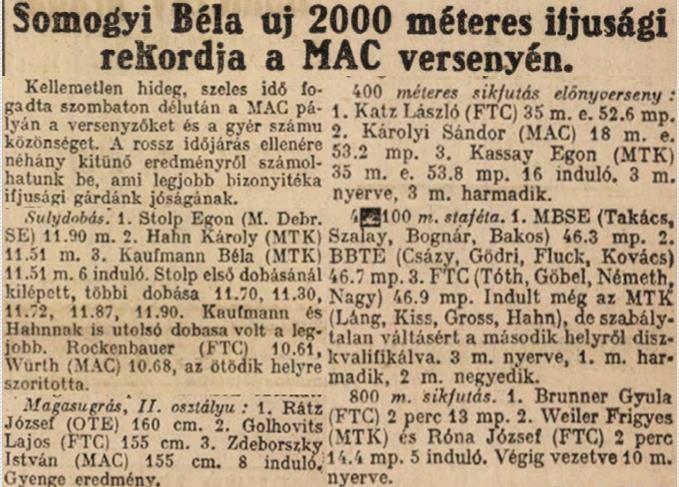 Somogyi Béla uj 2000 méteres ifjusági
rekordja a MAC versenyén.
Kellemetlen hideg, szeles idő fo-
gadta szombaton délután a MAC pá-
lyán a versenyzőket és a gyér számu
közönséget. A rossz időjárás ellenére
néhány kitünő eredményről számol-
hatunk be, ami legjobb bizonyitéka
ifjusági gárdánk jóságának.
Sulydobás. 1. Stolp Egon (M. Debr.
SE) 11.90 m. 2. Hahn Károly (MTK)
11.51 m. 3. Kaufmann Béla (MTK)
11.51 m. 6 induló. Stolp első dobásánál
kilépett, többi dobása 11.70, 11.30,
11.72, 11.87, 11.90. Kaufmann és
Hahnnak is utolsó dobasa volt a leg-
jobb. Rockenbauer (FTC) 10.61,
Würth (MAC) 10.68, az ötödik helyre
szoritotta.
Magasugrás, II. osztályu: 1. Rátz
József (OTE) 160 cm. 2. Golhovits
Lajos (FTC) 155 cm. 3. Zdeborszky
István (MAC) 155 cm. 8 induló.
Gyenge eredmény.
400 méteres sikfutás előnyverseny:
1. Katz László (FTC) 35 m. e. 52.6 mp.
2. Károlyi Sándor (MAC) 18 m. e.
53.2 mp. 3. Kassay Egon (MTK)
35 m. e. 53.8 mp. 16 induló. 3 m.
nyerve, 3 m. harmadik.
4 100 m. staféta. 1. MBSE (Takács,
Szalay, Bognár, Bakos) 46.3 mp. 2.
BBTE (Csázy, Gödri, Fluck, Kovács)
46.7 mp. 3. FTC (Tóth, Göbel, Németh,
Nagy) 46.9 mp. Indult még az MTK
(Láng, Kiss, Gross, Hahn), de szabály-
talan váltásért a második helyről disz-
kvalifikálva. 3 m. nyerve, 1. m. har-
madik, 2 m. negyedik.
800 m. sikfutás. 1. Brunner Gyula
(FTC) 2 perc 13 mp. 2. Weiler Frigyes
(MTK) és Róna József (FTC) 2 perc
14.4 mp. 5 induló. Végig vezetve 10 m.
nyerve.